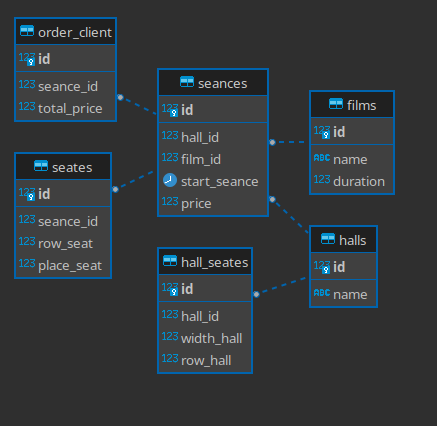 order_client
123 id
123 seance_id
123 total_price
seances
123 id
123 hall_id
123 film_id
start_seance
123 price
films
123 id
ABC name
123 duration
seates
123 id
123 seance_id
123 row_seat
123 place_seat
halls
123 id
ABC name
hall_seates
123 id
123 hall_id
123 width_hall
123 row_hall